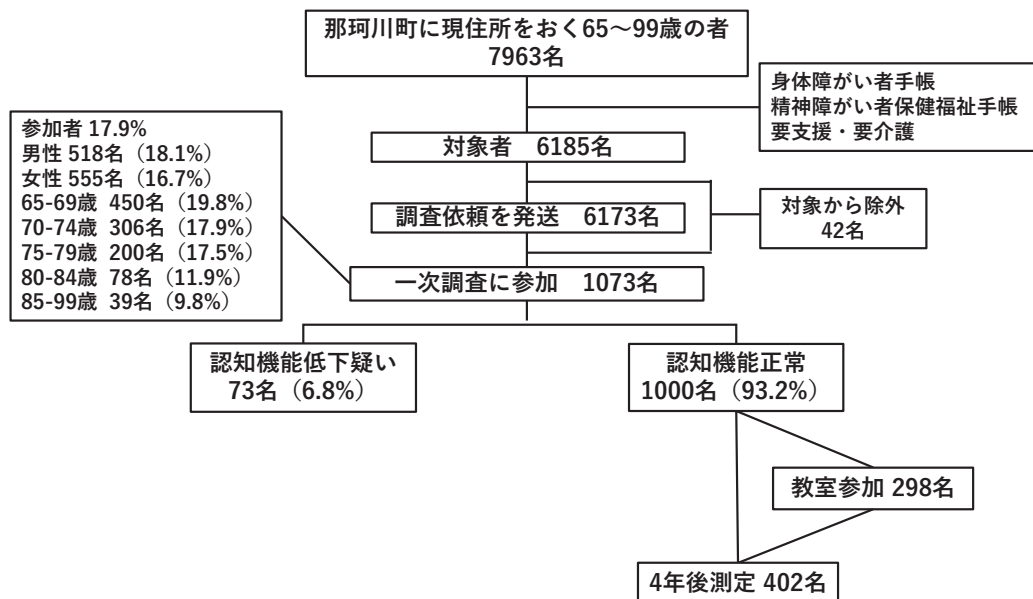 那珂川町に現住所をおく65〜99歳の者
7963名
身体障がい者手帳
精神障がい者保健福祉手帳
要支援・要介護
対象者　6185名
参加者 17.9%
男性 518名（18.1%）
女性 555名（16.7%）
65-69歳 450名（19.8%）
70-74歳 306名（17.9%）
75-79歳 200名（17.5%）
80-84歳 78名（11.9%）
85-99歳 39名（9.8%）
調査依頼を発送　6173名
対象から除外
42名
一次調査に参加　1073名
認知機能低下疑い
73名（6.8%）
認知機能正常
1000名（93.2%）
教室参加 298名
4年後測定 402名